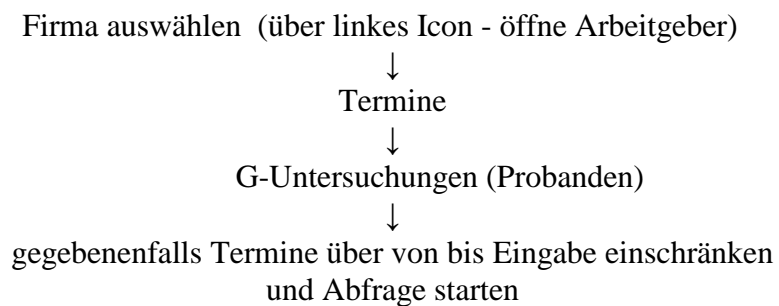 Firma auswählen (über linkes Icon - öffne Arbeitgeber)
↓
Termine
↓
G-Untersuchungen (Probanden)
↓
gegebenenfalls Termine über von bis Eingabe einschränken
und Abfrage starten